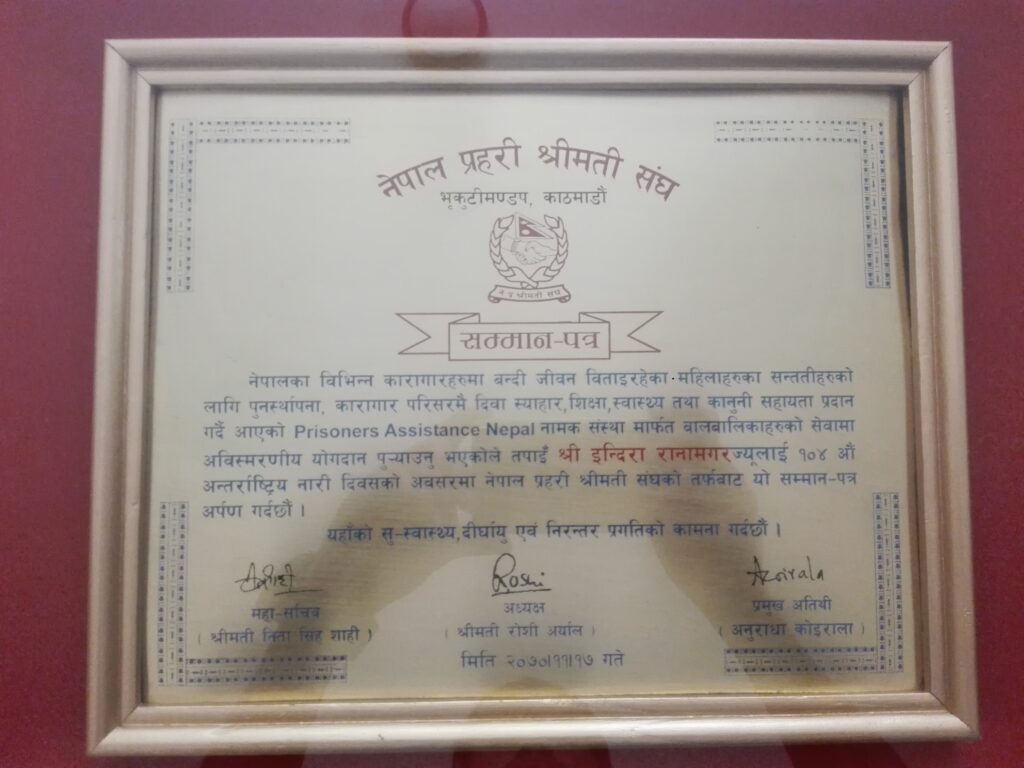 नेपाल प्रहरी श्रीमती संघ
भृकुटीमण्डप, काठमाडौं
ने प्र श्रीमती संघ
सम्मान-पत्र
नेपालका विभिन्न कारागारहरुमा बन्दी जीवन विताइरहेका महिलाहरुका सन्ततीहरुको
लागि पुनर्स्थापना, कारागार परिसरमै दिवा स्याहार,शिक्षा,स्वास्थ्य तथा कानुनी सहायता प्रदान
गर्दै आएको Prisoners Assistance Nepal नामक संस्था मार्फत बालबालिकाहरुको सेवामा
अविस्मरणीय योगदान पुऱ्याउनु भएकोले तपाइँ श्री इन्दिरा रानामगरज्यूलाई १०४ औं
अन्तर्राष्ट्रिय नारी दिवसको अवसरमा नेपाल प्रहरी श्रीमती संघको तर्फबाट यो सम्मान-पत्र
अर्पण गर्दछौं ।
यहाँको सु-स्वास्थ्य,दीर्घायु एवं निरन्तर प्रगतिको कामना गर्दछौं ।
Roshi
Akoirala
महा-सचिव अध्यक्ष प्रमुख अतिथी
( श्रीमती निता सिंह शाही ) ( श्रीमती रोशी अर्याल ) ( अनुराधा कोइराला )
मिति २०७०।११।१७ गते